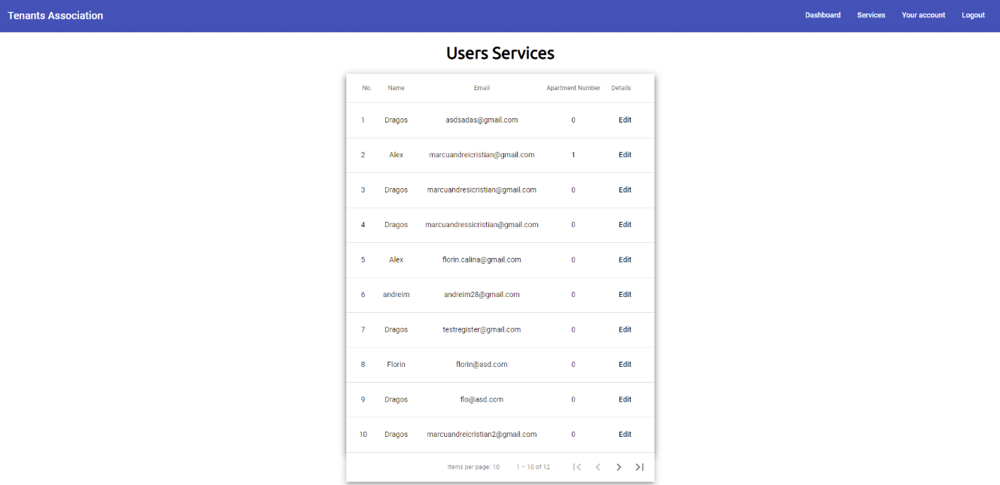 Tenants Association Dashboard Services Your account Logout
Users Services
No. Name Email Apartment Number Details
1 Dragos asdsadas@gmail.com 0 Edit
2 Alex marcuandreicristian@gmail.com 1 Edit
3 Dragos marcuandresicristian@gmail.com 0 Edit
4 Dragos marcuandressicristian@gmail.com 0 Edit
5 Alex florin.calina@gmail.com 0 Edit
6 andreim andreim28@gmail.com 0 Edit
7 Dragos testregister@gmail.com 0 Edit
8 Florin florin@asd.com 0 Edit
9 Dragos flo@asd.com 0 Edit
10 Dragos marcuandreicristian2@gmail.com 0 Edit
Items per page: 10 1 – 10 of 12